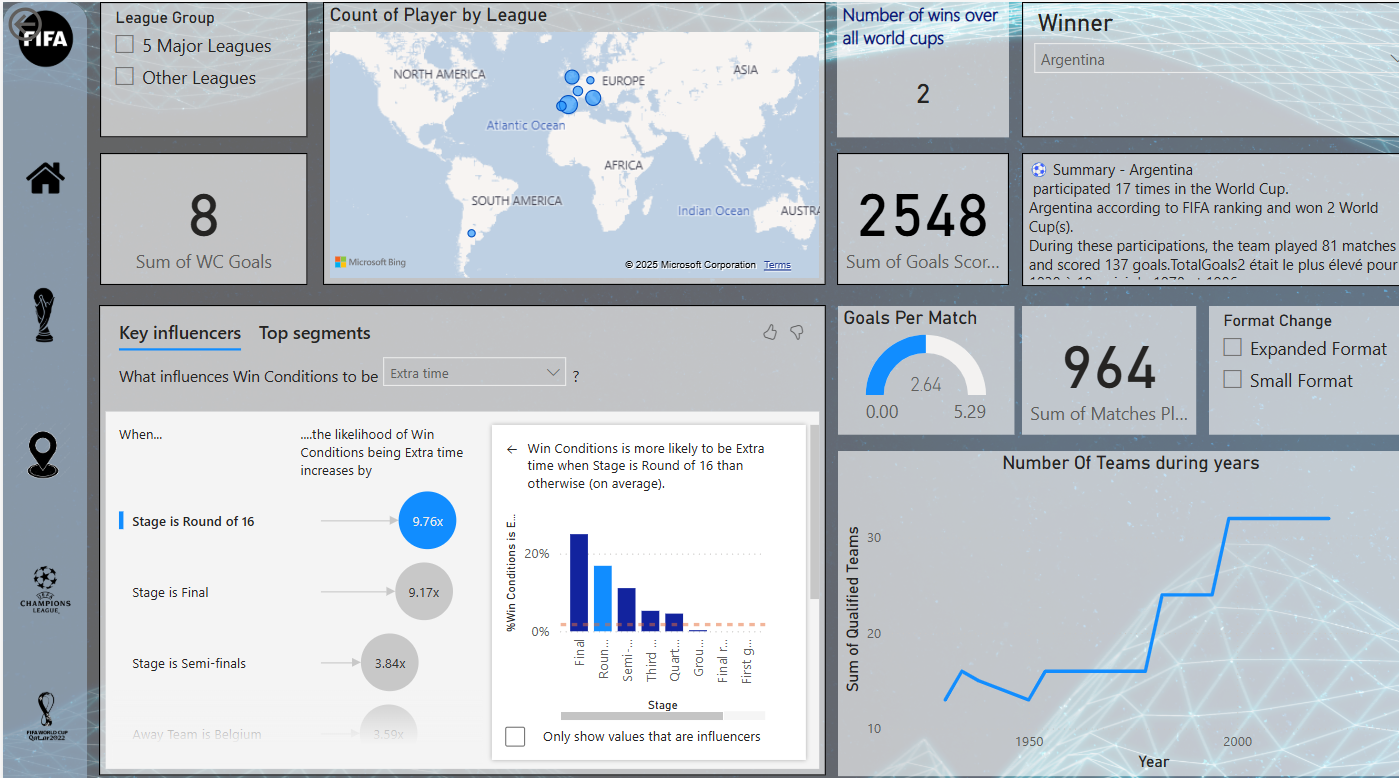 FIFA
League Group
5 Major Leagues
Other Leagues
Count of Player by League
NORTH AMERICA
EUROPE
ASIA
Atlantic Ocean
AFRICA
SOUTH AMERICA
Indian Ocean
AUSTRA
Microsoft Bing
© 2025 Microsoft Corporation Terms
Number of wins over
all world cups
2
Winner
Argentina
8
Sum of WC Goals
2548
Sum of Goals Scor...
Summary - Argentina
participated 17 times in the World Cup.
Argentina according to FIFA ranking and won 2 World
Cup(s).
During these participations, the team played 81 matches
and scored 137 goals.TotalGoals2 était le plus élevé pour
Key influencers Top segments
What influences Win Conditions to be Extra time ?
When...
....the likelihood of Win
Conditions being Extra time
increases by
Stage is Round of 16
9.76x
Stage is Final
9.17x
Stage is Semi-finals
3.84x
Away Team is Belgium
3.59x
← Win Conditions is more likely to be Extra
time when Stage is Round of 16 than
otherwise (on average).
%Win Conditions is E...
20%
0%
Final
Roun...
Semi-...
Third ...
Quart...
Grou...
Final r...
First g...
Stage
Only show values that are influencers
Goals Per Match
2.64
0.00
5.29
964
Sum of Matches Pl...
Format Change
Expanded Format
Small Format
Number Of Teams during years
Sum of Qualified Teams
30
20
10
1950
2000
Year
UEFA
CHAMPIONS
LEAGUE
FIFA WORLD CUP
Qatar2022